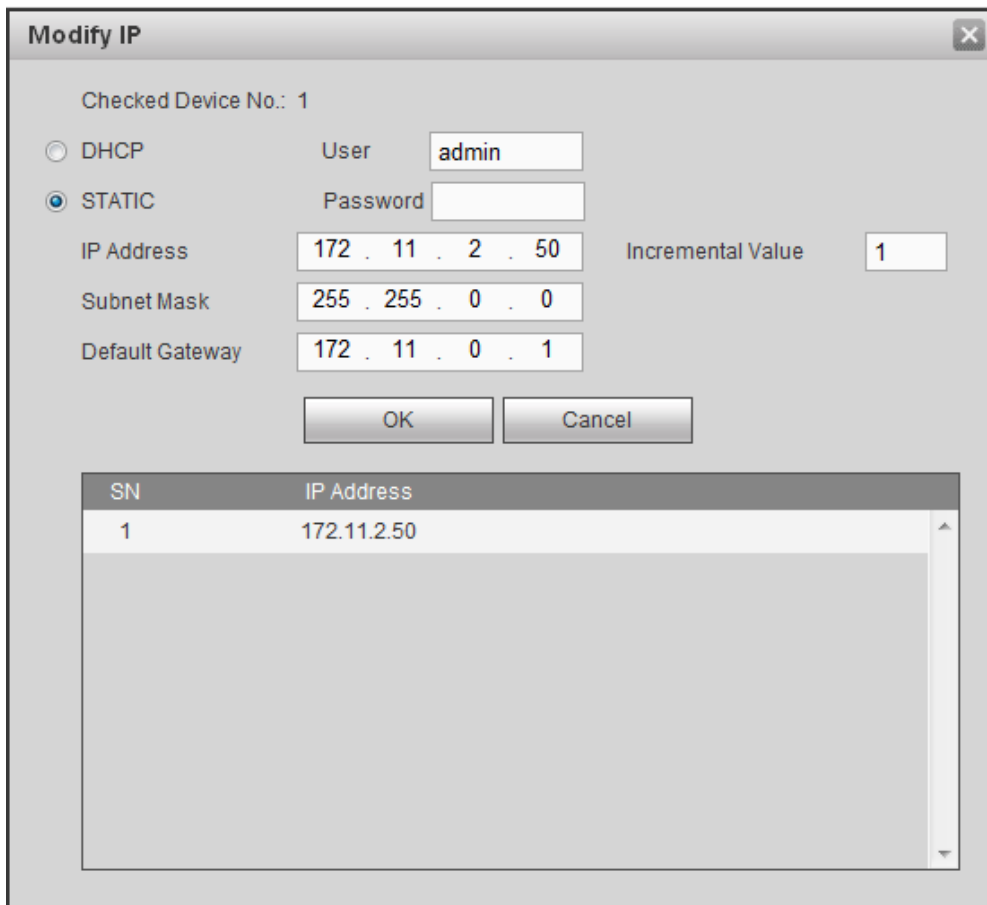 Modify IP
Checked Device No.: 1
DHCP User admin
STATIC Password
IP Address 172 . 11 . 2 . 50 Incremental Value 1
Subnet Mask 255 . 255 . 0 . 0
Default Gateway 172 . 11 . 0 . 1
OK Cancel
SN IP Address
1 172.11.2.50